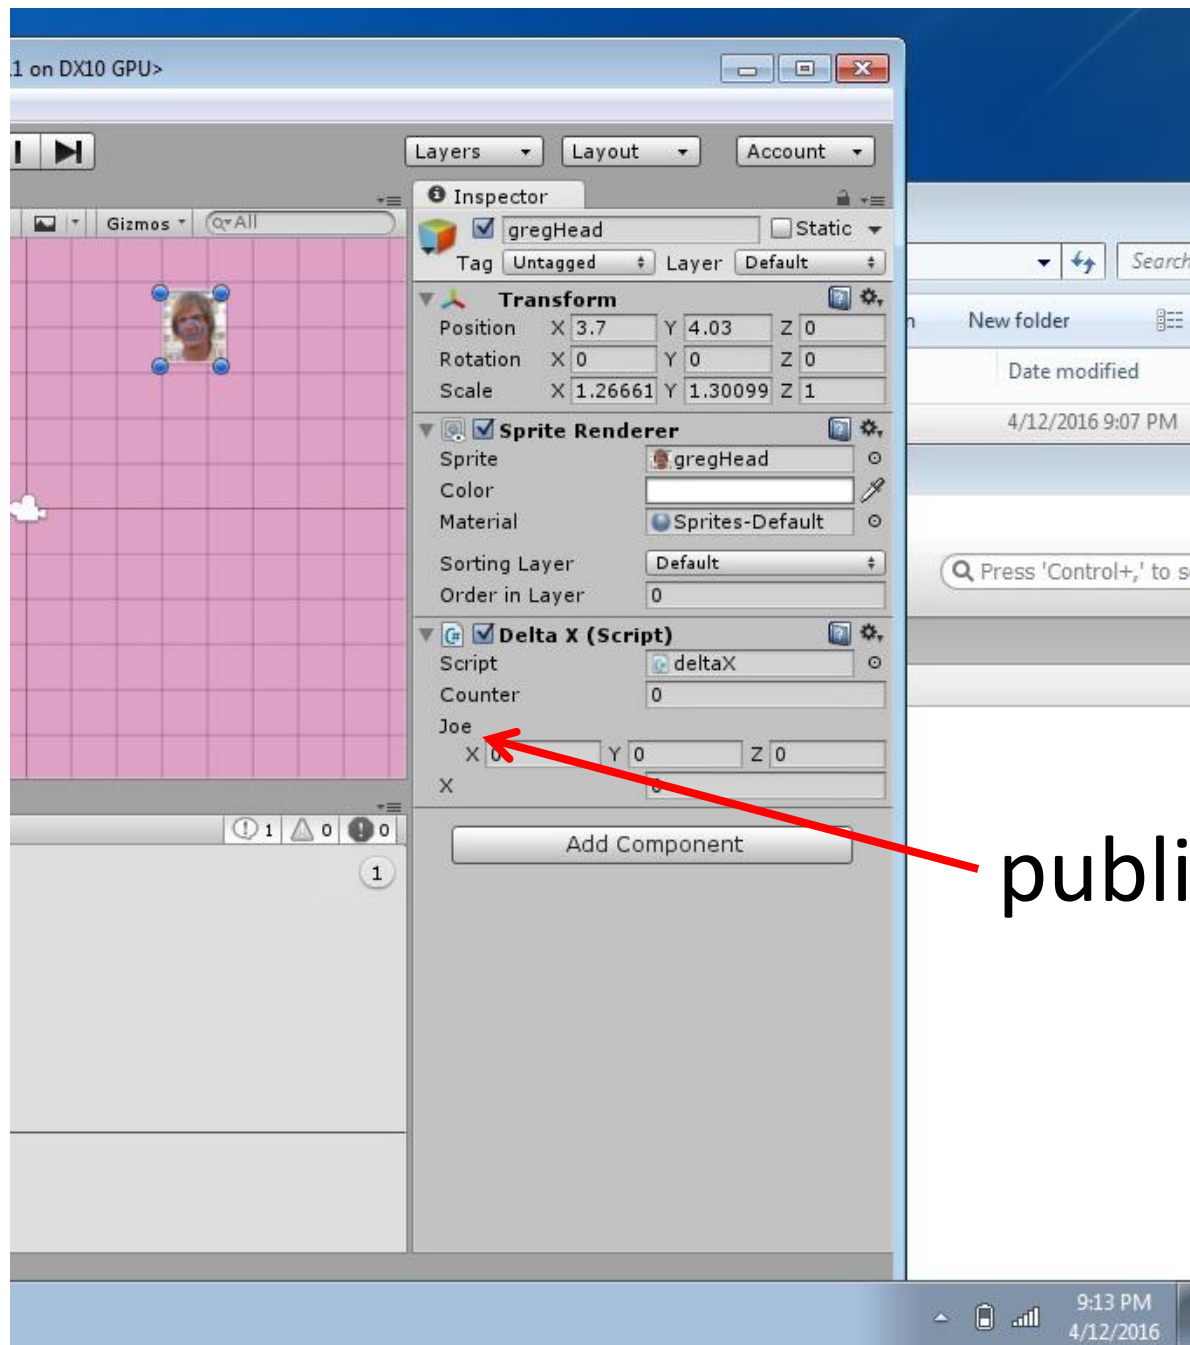 .1 on DX10 GPU>
Layers Layout Account
Inspector
Gizmos All
gregHead Static
Tag Untagged Layer Default
Transform
Position X 3.7 Y 4.03 Z 0
Rotation X 0 Y 0 Z 0
Scale X 1.26661 Y 1.30099 Z 1
Sprite Renderer
Sprite gregHead
Color
Material Sprites-Default
Sorting Layer Default
Order in Layer 0
Delta X (Script)
Script deltaX
Counter 0
Joe
X 0 Y 0 Z 0
X 0
1 0 0
Add Component
1
Search
n New folder
Date modified
4/12/2016 9:07 PM
Press 'Control+,' to se
publi
9:13 PM
4/12/2016